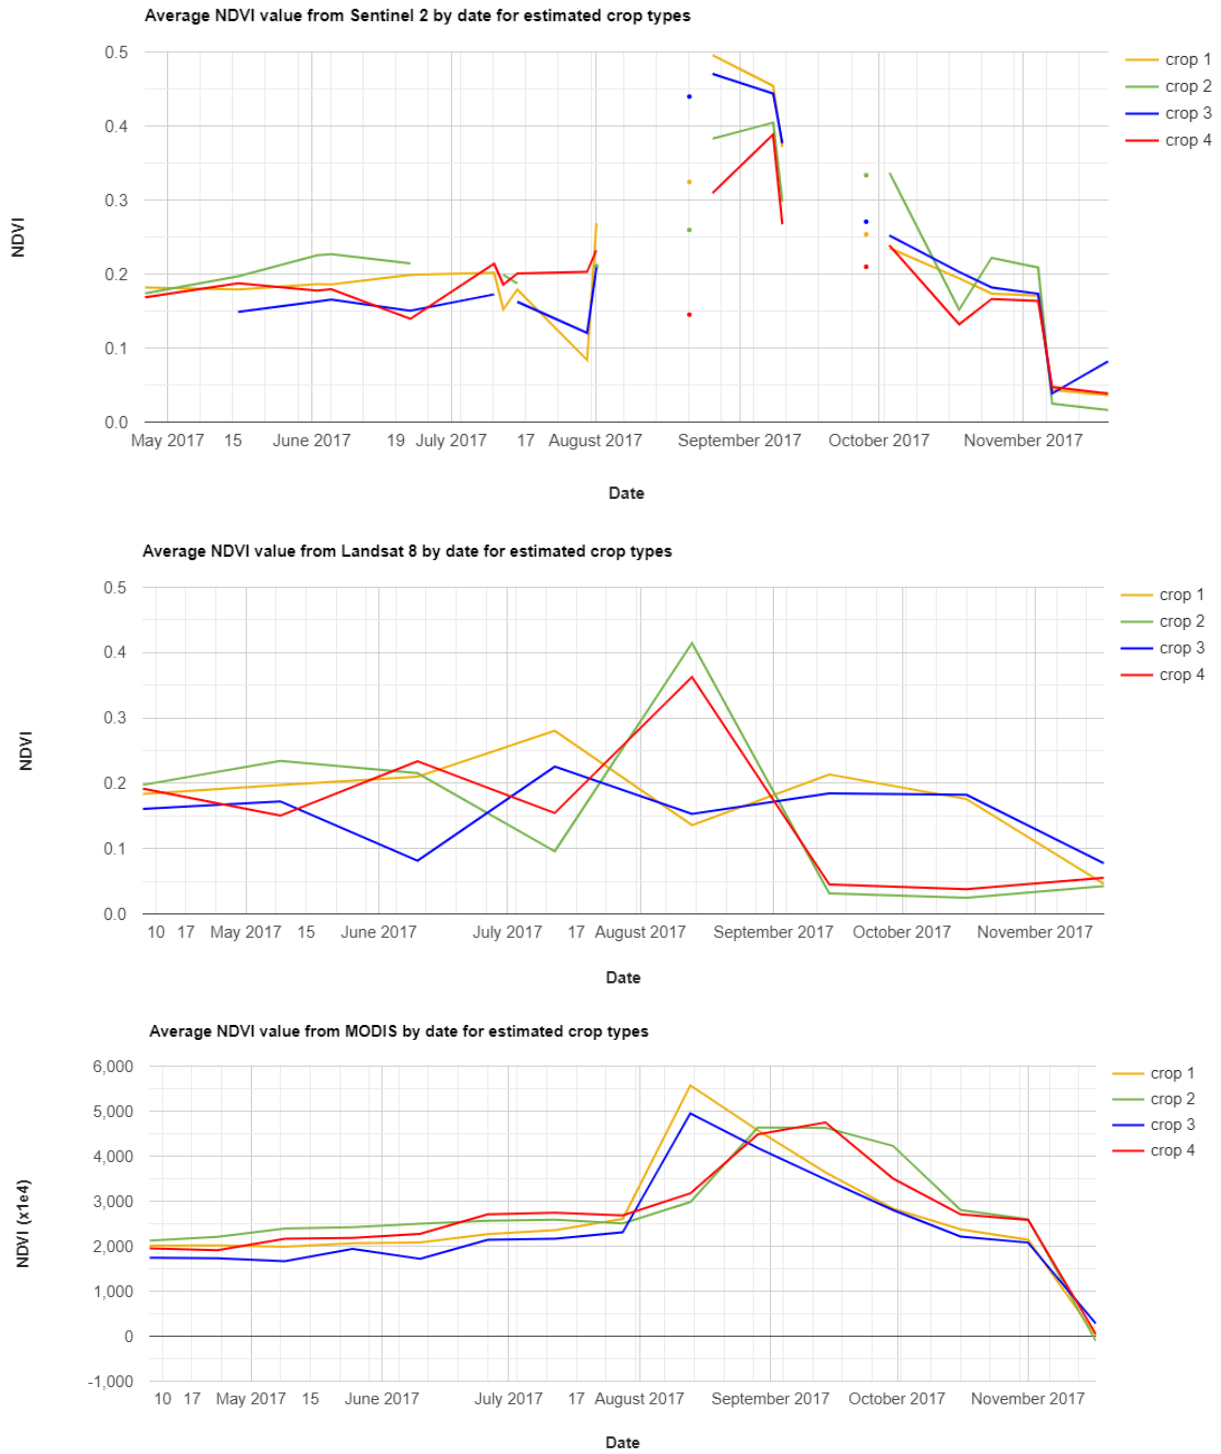 Average NDVI value from Sentinel 2 by date for estimated crop types
0.5
0.4
0.3
0.2
0.1
0.0
NDVI
crop 1
crop 2
crop 3
crop 4
May 2017 15 June 2017 19 July 2017 17 August 2017 September 2017 October 2017 November 2017
Date
Average NDVI value from Landsat 8 by date for estimated crop types
0.5
0.4
0.3
0.2
0.1
0.0
NDVI
crop 1
crop 2
crop 3
crop 4
10 17 May 2017 15 June 2017 July 2017 17 August 2017 September 2017 October 2017 November 2017
Date
Average NDVI value from MODIS by date for estimated crop types
6,000
5,000
4,000
3,000
2,000
1,000
0
-1,000
NDVI (x1e4)
crop 1
crop 2
crop 3
crop 4
10 17 May 2017 15 June 2017 July 2017 17 August 2017 September 2017 October 2017 November 2017
Date